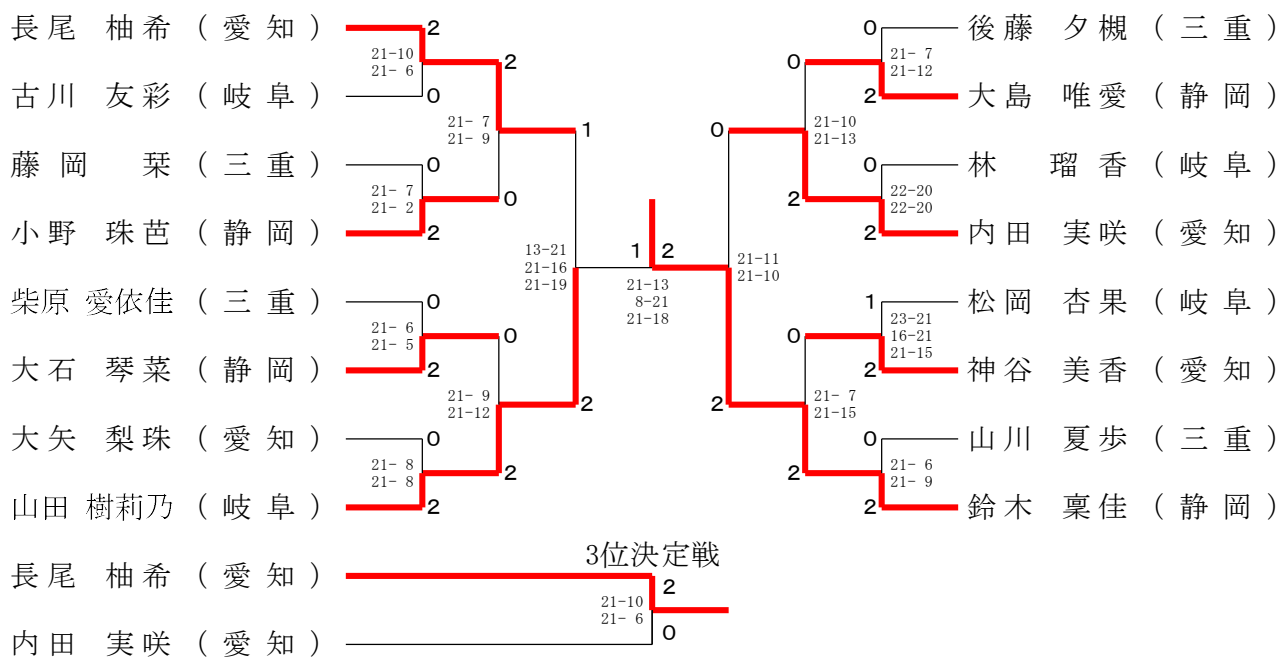 長尾 柚希 ( 愛 知 ) 2 0 後藤 夕槻 ( 三 重 )
21-10 21- 7
21- 6 2 0 21-12
古川 友彩 ( 岐 阜 ) 0 2 大島 唯愛 ( 静 岡 )
21- 7 21-10
21- 9 1 0 21-13
藤岡 栞 ( 三 重 ) 0 0 林 瑠香 ( 岐 阜 )
21- 7 22-20
21- 2 0 2 22-20
小野 珠芭 ( 静 岡 ) 2 2 内田 実咲 ( 愛 知 )
13-21 1 2 21-11
21-16 21-10
21-19 21-13
8-21
21-18
柴原 愛依佳 ( 三 重 ) 0 1 松岡 杏果 ( 岐 阜 )
21- 6 23-21
21- 5 0 0 16-21
21-15
大石 琴菜 ( 静 岡 ) 2 2 神谷 美香 ( 愛 知 )
21- 9 2 2 21- 7
21-12 21-15
大矢 梨珠 ( 愛 知 ) 0 0 山川 夏歩 ( 三 重 )
21- 8 21- 6
21- 8 2 2 21- 9
山田 樹莉乃 ( 岐 阜 ) 2 2 鈴木 稟佳 ( 静 岡 )
3位決定戦
長尾 柚希 ( 愛 知 ) 2
21-10
21- 6
内田 実咲 ( 愛 知 ) 0